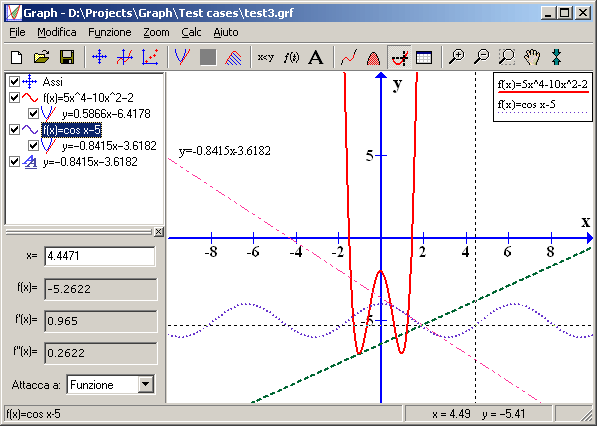 Graph - D:\Projects\Graph\Test cases\test3.grf
File Modifica Funzione Zoom Calc Aiuto
x<y f(x) A
Assi
f(x)=5x^4-10x^2-2
y=0.5866x-6.4178
f(x)=cos x-5
y=-0.8415x-3.6182
y=-0.8415x-3.6182
x= 4.4471
f(x)= -5.2622
f'(x)= 0.965
f''(x)= 0.2622
Attacca a: Funzione
y
f(x)=5x^4-10x^2-2
f(x)=cos x-5
y=-0.8415x-3.6182
5
x
-8 -6 -4 -2 2 4 6 8
-5
f(x)=cos x-5
x = 4.49 y = -5.41